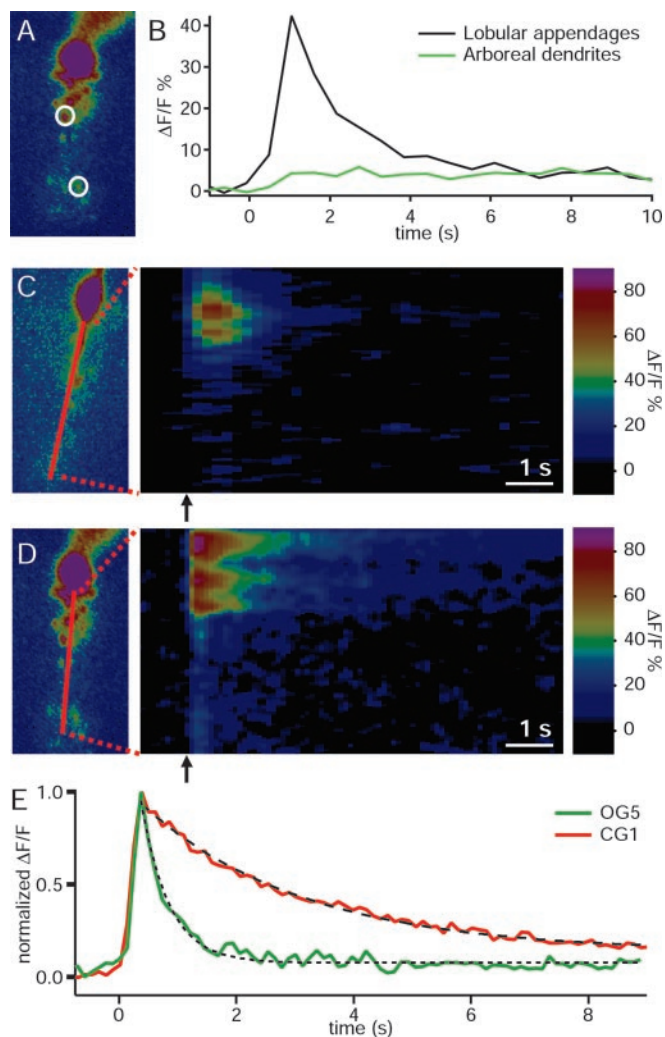 A
B
Lobular appendages
Arboreal dendrites
ΔF/F %
40
30
20
10
0
0 2 4 6 8 10
time (s)
C
1 s
80
60
40
20
0
ΔF/F %
D
1 s
80
60
40
20
0
ΔF/F %
E
OG5
CG1
normalized ΔF/F
1.0
0.5
0.0
0 2 4 6 8
time (s)